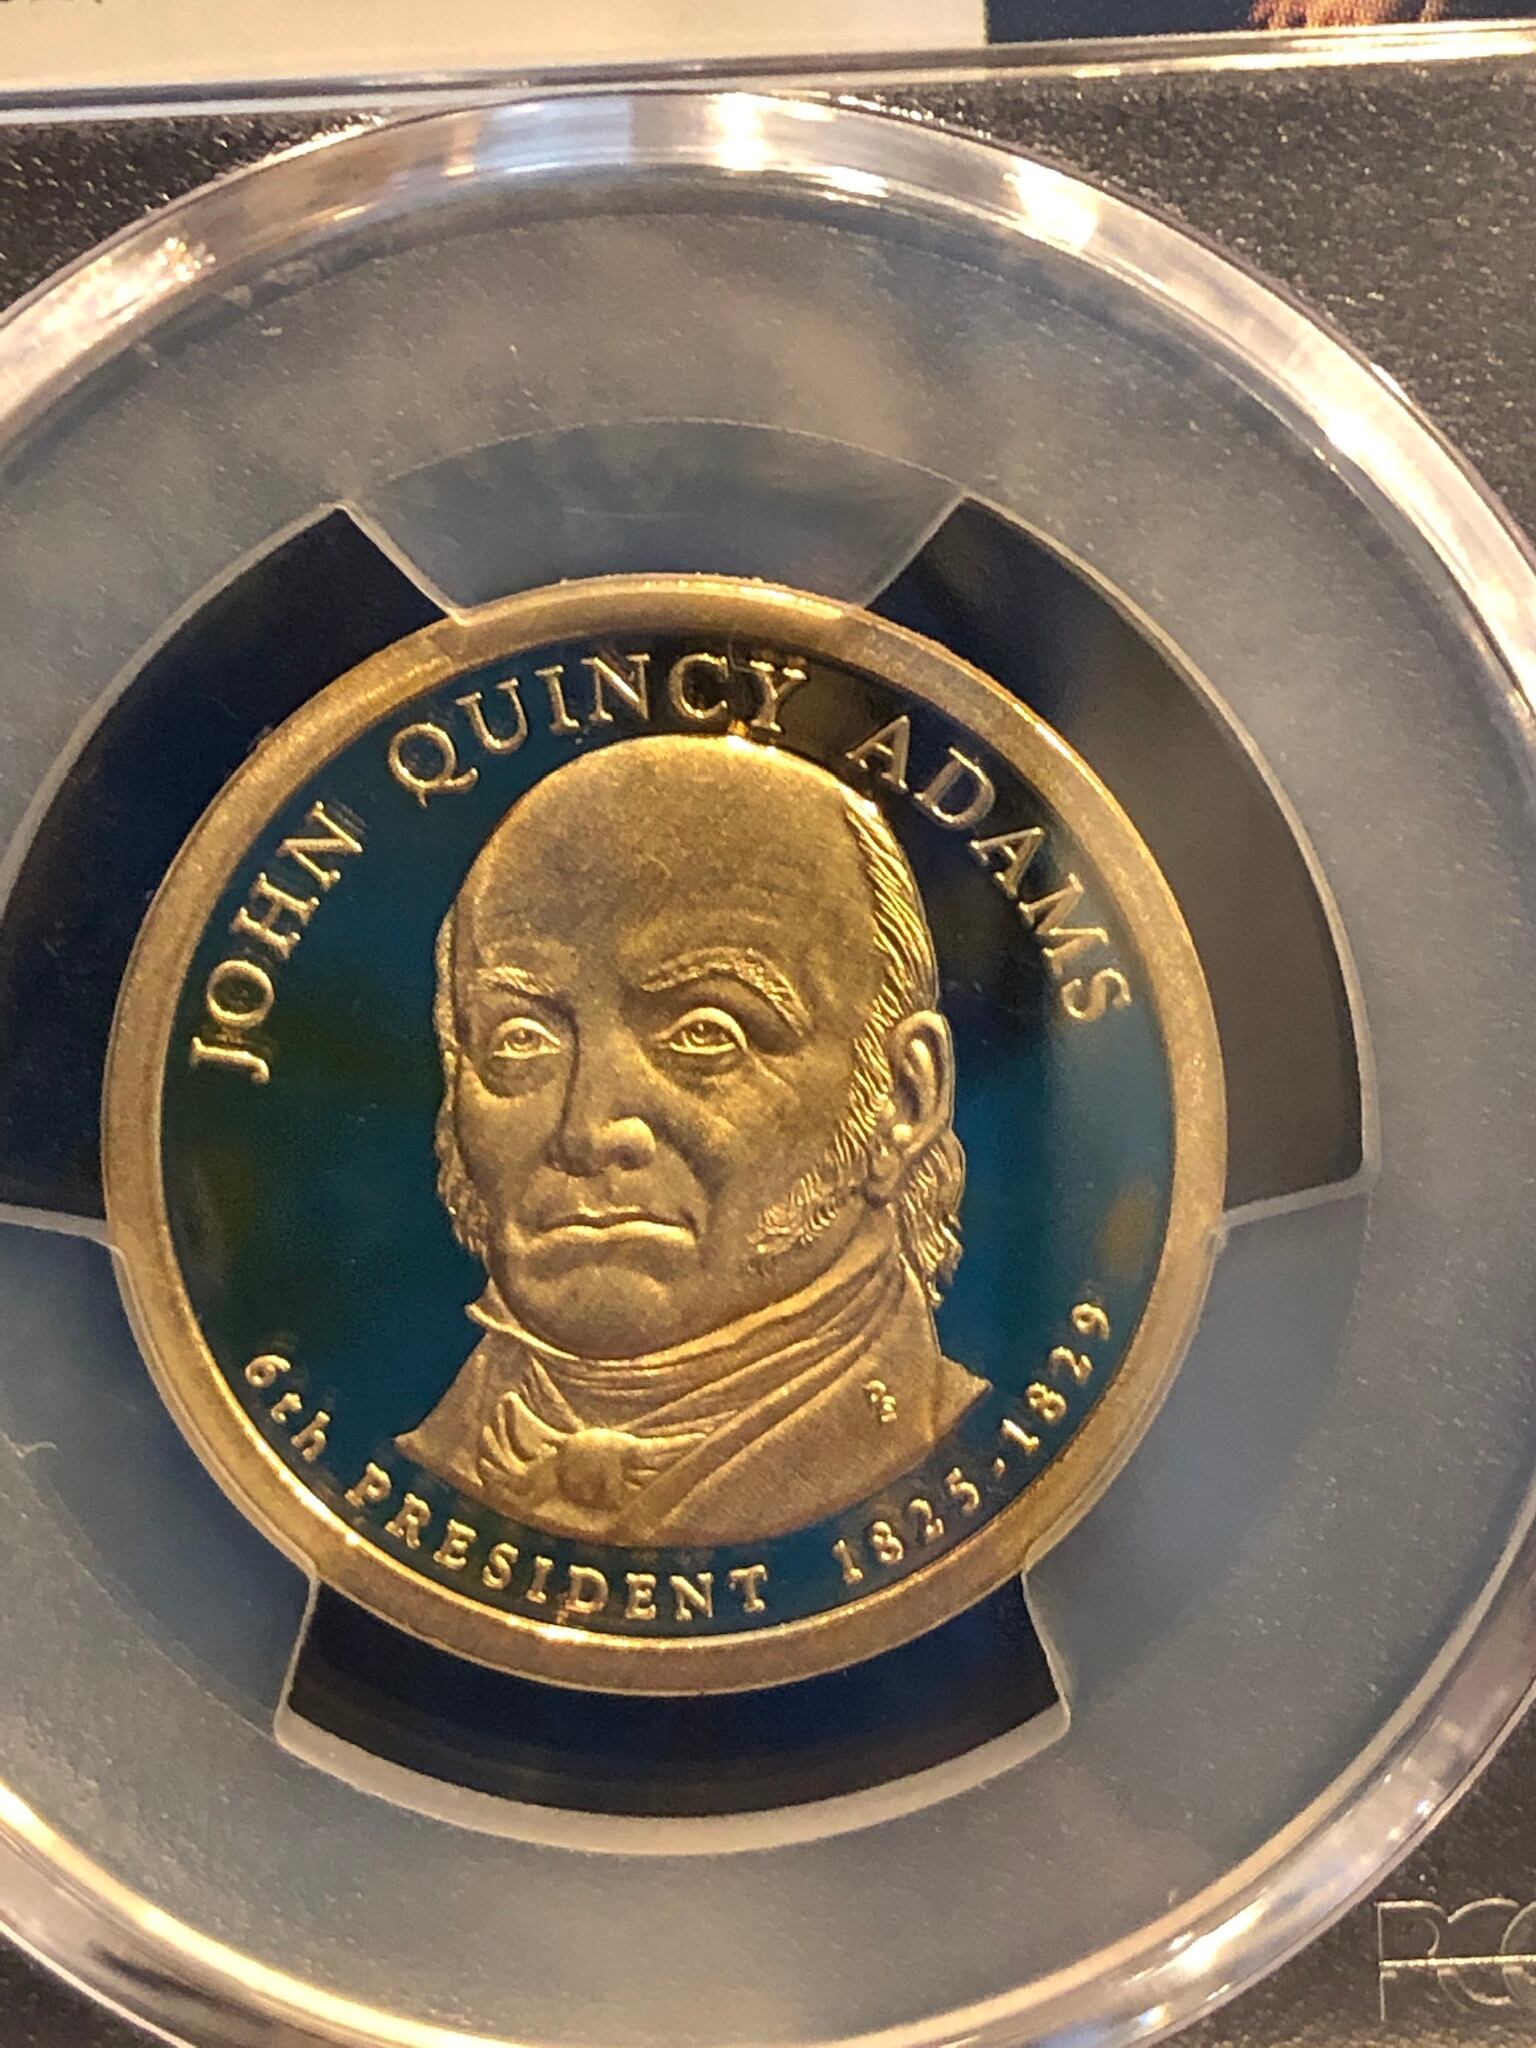 JOHN QUINCY ADAMS
6th PRESIDENT 1825-1829